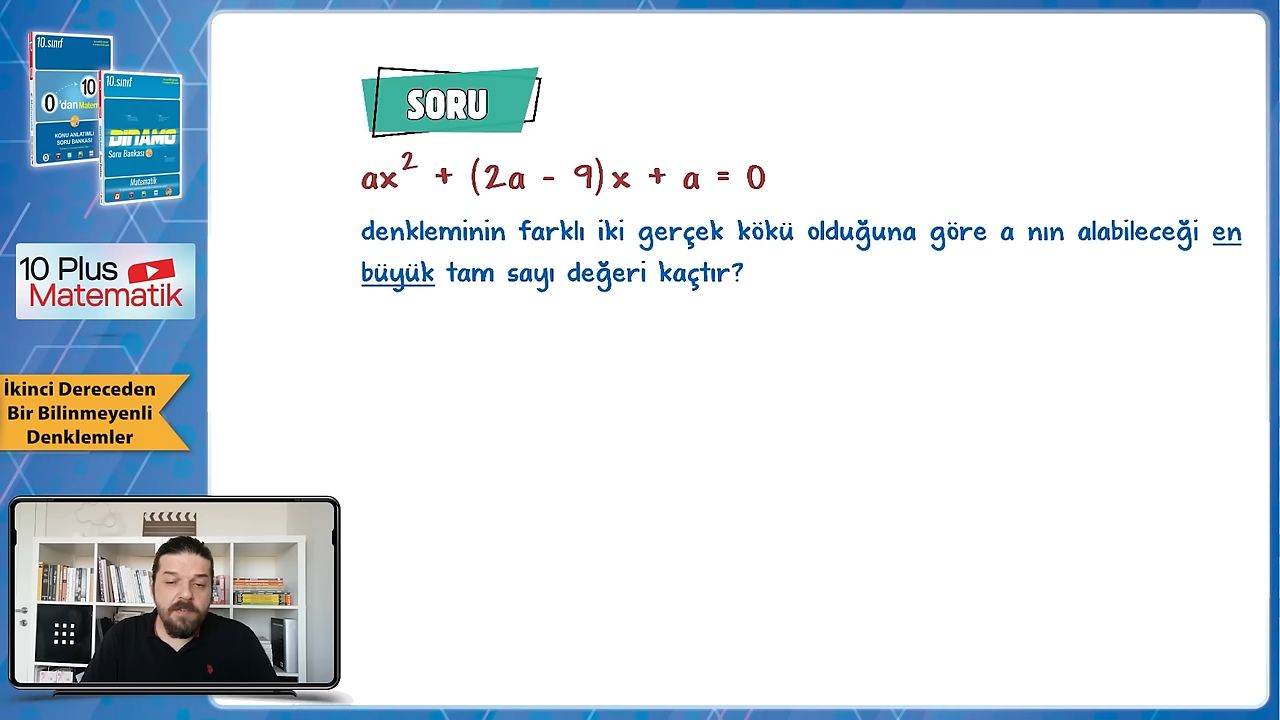 10.sınıf
0'dan 10
KONU ANLATIMLI
SORU BANKASI
10.sınıf
DİNAMO
Soru Bankası
Matematik
10 Plus
Matematik
İkinci Dereceden
Bir Bilinmeyenli
Denklemler
SORU
ax² + (2a - 9)x + a = 0
denkleminin farklı iki gerçek kökü olduğuna göre a nın alabileceği en
büyük tam sayı değeri kaçtır?